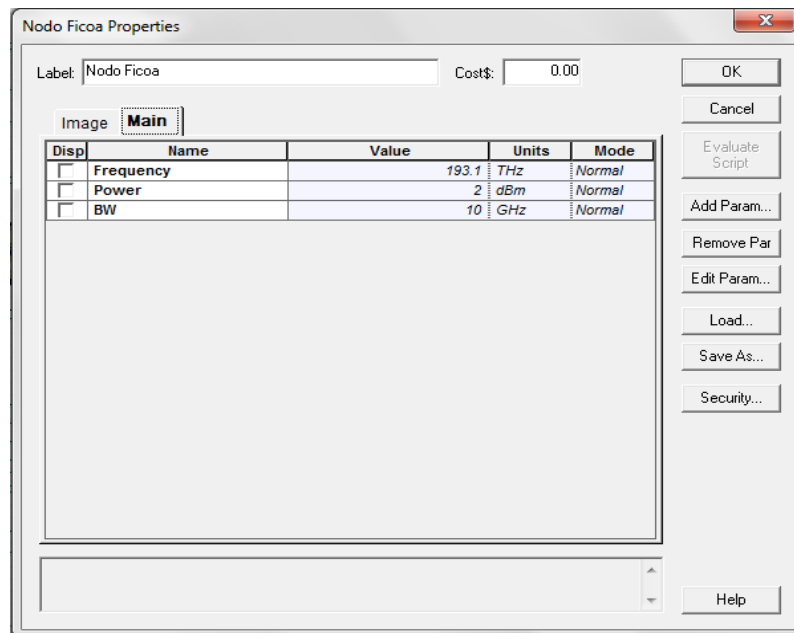 Nodo Ficoa Properties
Label: Nodo Ficoa Cost$: 0.00 OK
Cancel
Image Main
Evaluate Script
Disp Name Value Units Mode
Frequency 193.1 THz Normal
Power 2 dBm Normal
BW 10 GHz Normal
Add Param...
Remove Par
Edit Param...
Load...
Save As...
Security...
Help